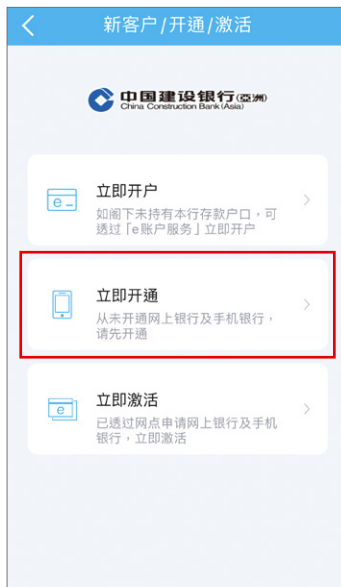 新客户/开通/激活
中国建设银行(亞洲)
China Construction Bank (Asia)
立即开户
如阁下未持有本行存款户口，可
透过「e账户服务」立即开户
立即开通
从未开通网上银行及手机银行，
请先开通
立即激活
已透过网点申请网上银行及手机
银行，立即激活